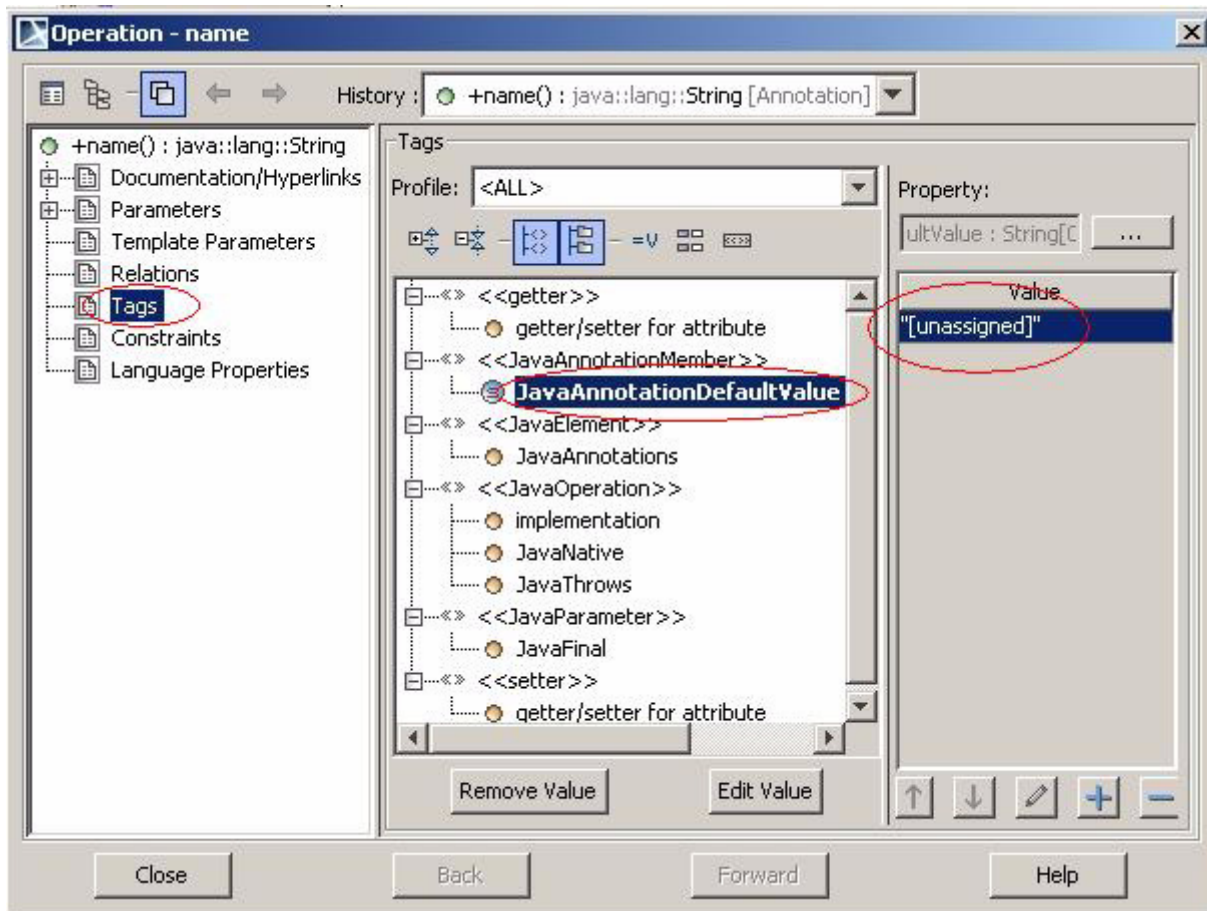 Operation - name
History : +name() : java::lang::String [Annotation]
+name() : java::lang::String
Documentation/Hyperlinks
Parameters
Template Parameters
Relations
Tags
Constraints
Language Properties
Tags
Profile: <ALL>
=V
<<getter>>
getter/setter for attribute
<<JavaAnnotationMember>>
JavaAnnotationDefaultValue
<<JavaElement>>
JavaAnnotations
<<JavaOperation>>
implementation
JavaNative
JavaThrows
<<JavaParameter>>
JavaFinal
<<setter>>
getter/setter for attribute
Remove Value
Edit Value
Property:
ultValue : String[0
...
Value
"[unassigned]"
Close
Back
Forward
Help